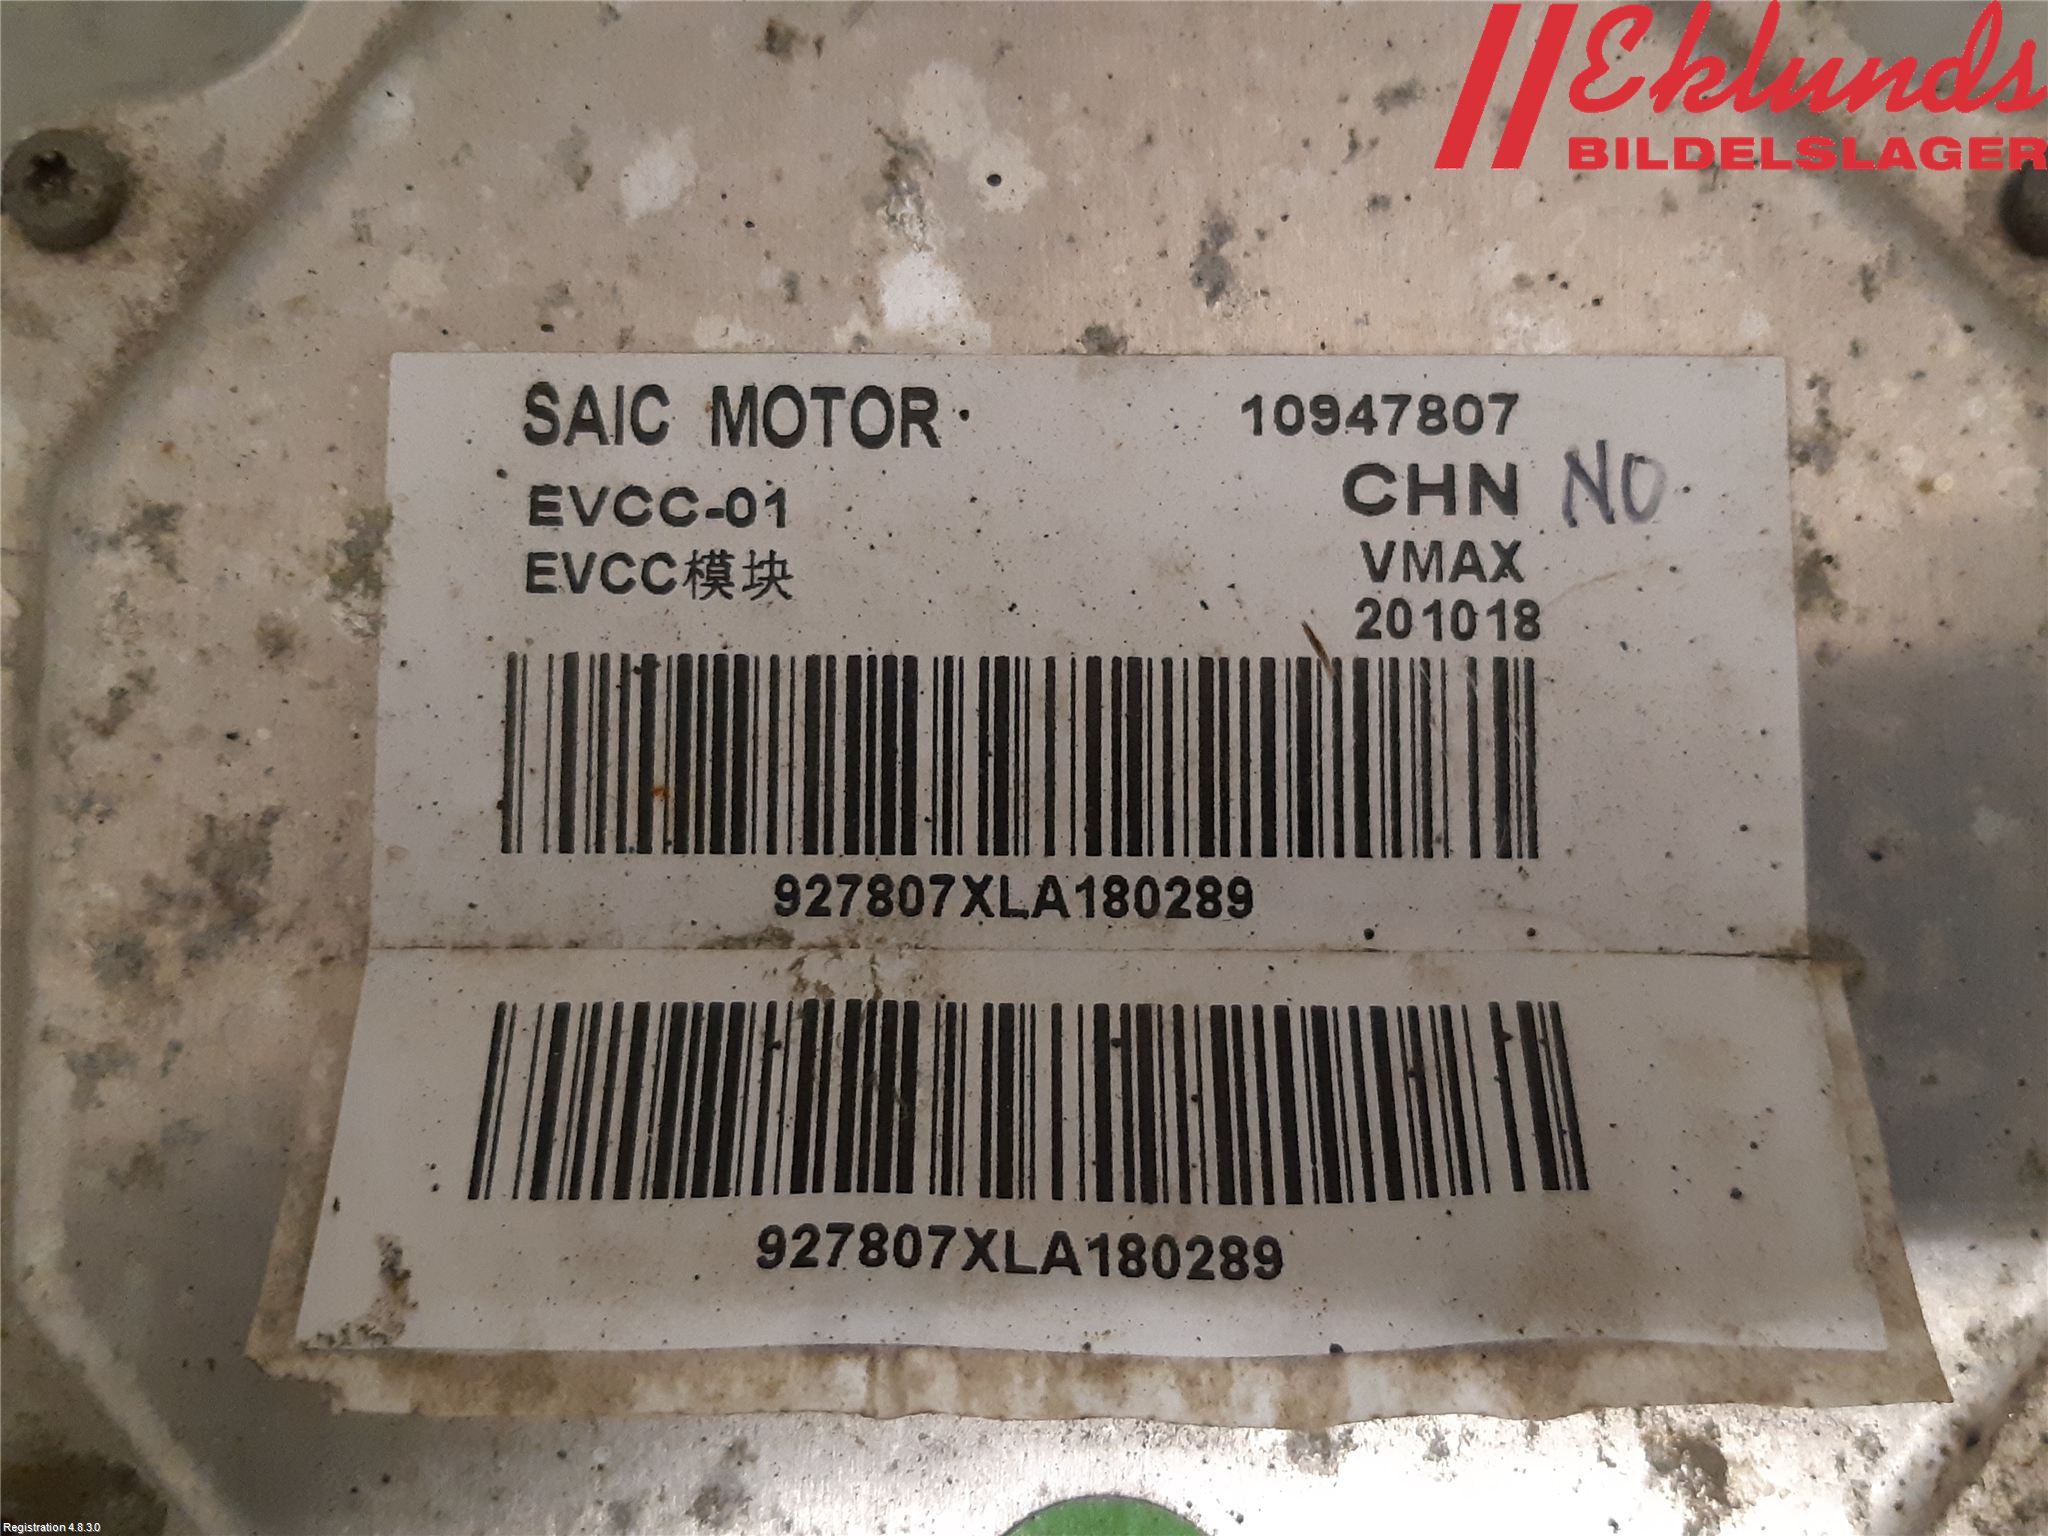 Eklunds
BILDELSLAGER
SAIC MOTOR
10947807
EVCC-01
CHN NO
EVCC模块
VMAX
201018
927807XLA180289
927807XLA180289
Registration 4.8.3.0